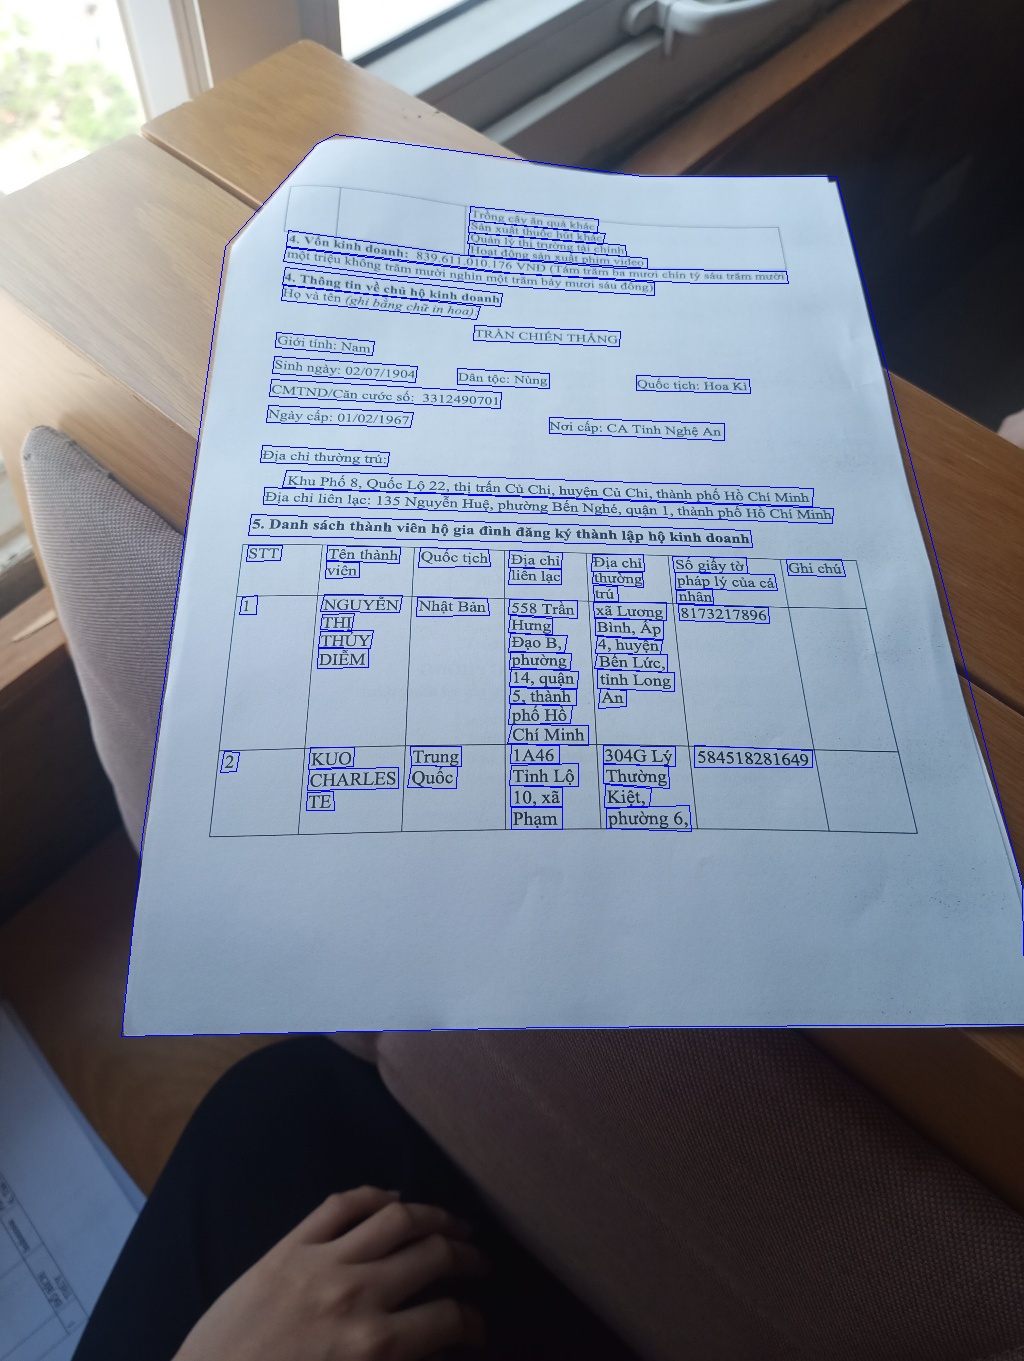 Trồng cây ăn quả khác
Sản xuất thuốc hút khác
Quản lý thị trường tài chính
Hoạt động sản xuất phim video
4. Vốn kinh doanh: 839.611.010.176 VNĐ (Tám trăm ba mươi chín tỷ sáu trăm mười
một triệu không trăm mười nghìn một trăm bảy mươi sáu đồng)
4. Thông tin về chủ hộ kinh doanh
Họ và tên (ghi bằng chữ in hoa):
TRẦN CHIẾN THẮNG
Giới tính: Nam
Sinh ngày: 02/07/1904 Dân tộc: Nùng Quốc tịch: Hoa Kì
CMTND/Căn cước số: 3312490701
Ngày cấp: 01/02/1967 Nơi cấp: CA Tỉnh Nghệ An
Địa chỉ thường trú:
Khu Phố 8, Quốc Lộ 22, thị trấn Củ Chi, huyện Củ Chi, thành phố Hồ Chí Minh
Địa chỉ liên lạc: 135 Nguyễn Huệ, phường Bến Nghé, quận 1, thành phố Hồ Chí Minh
5. Danh sách thành viên hộ gia đình đăng ký thành lập hộ kinh doanh
STT
Tên thành
viên
Quốc tịch
Địa chỉ
liên lạc
Địa chỉ
thường
trú
Số giấy tờ
pháp lý của cá
nhân
Ghi chú
1
NGUYỄN
THỊ
THÚY
DIỄM
Nhật Bản
558 Trần
Hưng
Đạo B,
phường
14, quận
5, thành
phố Hồ
Chí Minh
xã Lương
Bình, Ấp
4, huyện
Bến Lức,
tỉnh Long
An
8173217896
2
KUO
CHARLES
TE
Trung
Quốc
1A46
Tỉnh Lộ
10, xã
Phạm
304G Lý
Thường
Kiệt,
phường 6,
584518281649